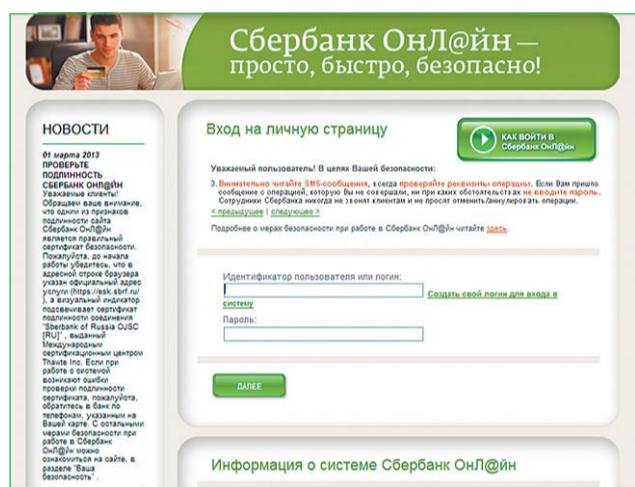 Сбербанк ОнЛ@йн —
просто, быстро, безопасно!
НОВОСТИ
01 марта 2013
ПРОВЕРЬТЕ
ПОДЛИННОСТЬ
СБЕРБАНК ОНЛ@ЙН
Уважаемые клиенты!
Обращаем ваше внимание,
что одним из признаков
подлинности сайта
Сбербанк ОнЛ@йн
является правильный
сертификат безопасности.
Пожалуйста, до начала
работы убедитесь, что в
адресной строке браузера
указан официальный адрес
услуги (https://esk.sbrf.ru/
), а визуальный индикатор
подсвечивает сертификат
подлинности соединения
"Sberbank of Russia OJSC
[RU]" , выданный
Международным
сертификационным центром
Thawte Inc. Если при
работе с системой
возникают ошибки
проверки подлинности
сертификата, пожалуйста,
обратитесь в банк по
телефонам, указанным на
Вашей карте. С остальными
мерами безопасности при
работе в Сбербанк
ОнЛ@йн можно
ознакомиться на сайте, в
разделе "Ваша
безопасность" .
Вход на личную страницу
КАК ВОЙТИ В
Сбербанк ОнЛ@йн
Уважаемый пользователь! В целях Вашей безопасности:
3. Внимательно читайте SMS-сообщения, всегда проверяйте реквизиты операции. Если Вам пришло
сообщение с операцией, которую Вы не совершали, ни при каких обстоятельствах не вводите пароль.
Сотрудники Сбербанка никогда не звонят клиентам и не просят отменить/аннулировать операции.
< предыдущее | следующее >
Подробнее о мерах безопасности при работе в Сбербанк ОнЛ@йн читайте здесь.
Идентификатор пользователя или логин:
Создать свой логин для входа в
систему
Пароль:
ДАЛЕЕ
Информация о системе Сбербанк ОнЛ@йн